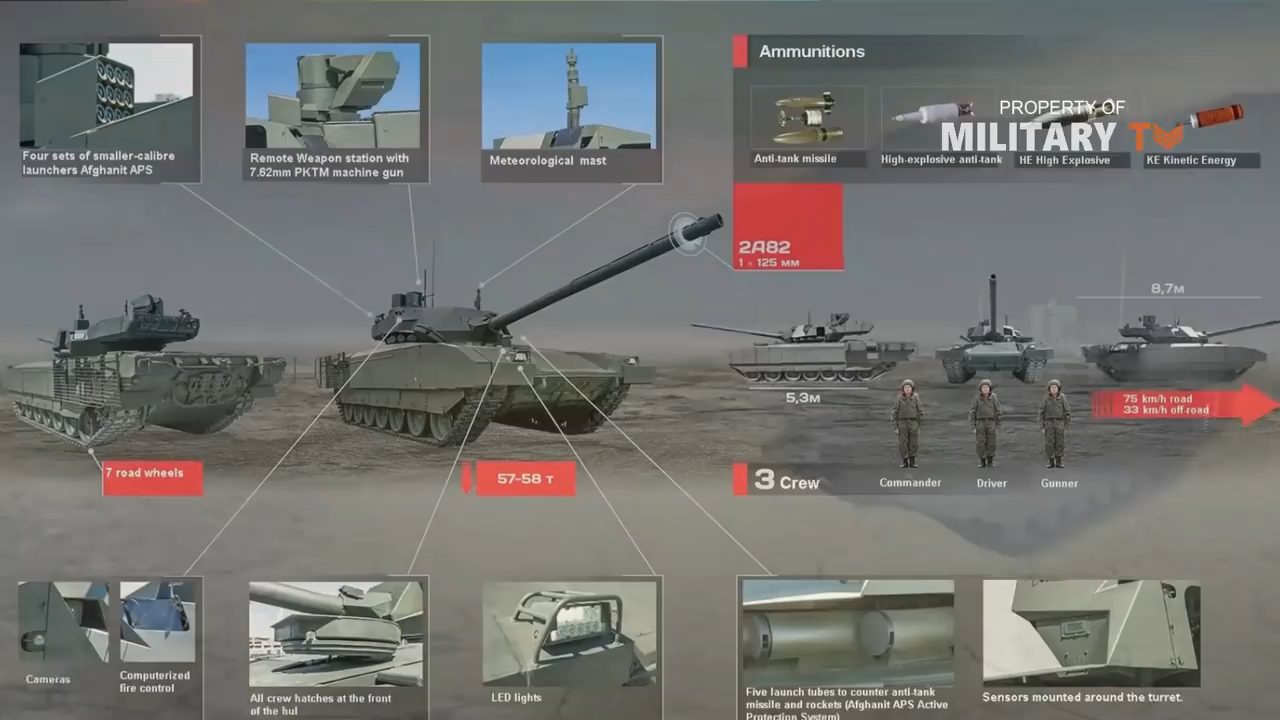 Ammunitions
PROPERTY OF
MILITARY TV
Four sets of smaller-calibre
launchers Afghanit APS
Remote Weapon station with
7.62mm PKTM machine gun
Meteorological mast
Anti-tank missile
High-explosive anti-tank
HE High Explosive
KE Kinetic Energy
2A82
1 x 125 мм
8,7м
5,3м
75 km/h road
33 km/h off-road
7 road wheels
57-58 т
3 Crew
Commander
Driver
Gunner
Cameras
Computerized
fire control
All crew hatches at the front
of the hul
LED lights
Five launch tubes to counter anti-tank
missile and rockets (Afghanit APS Active
Protection System)
Sensors mounted around the turret.